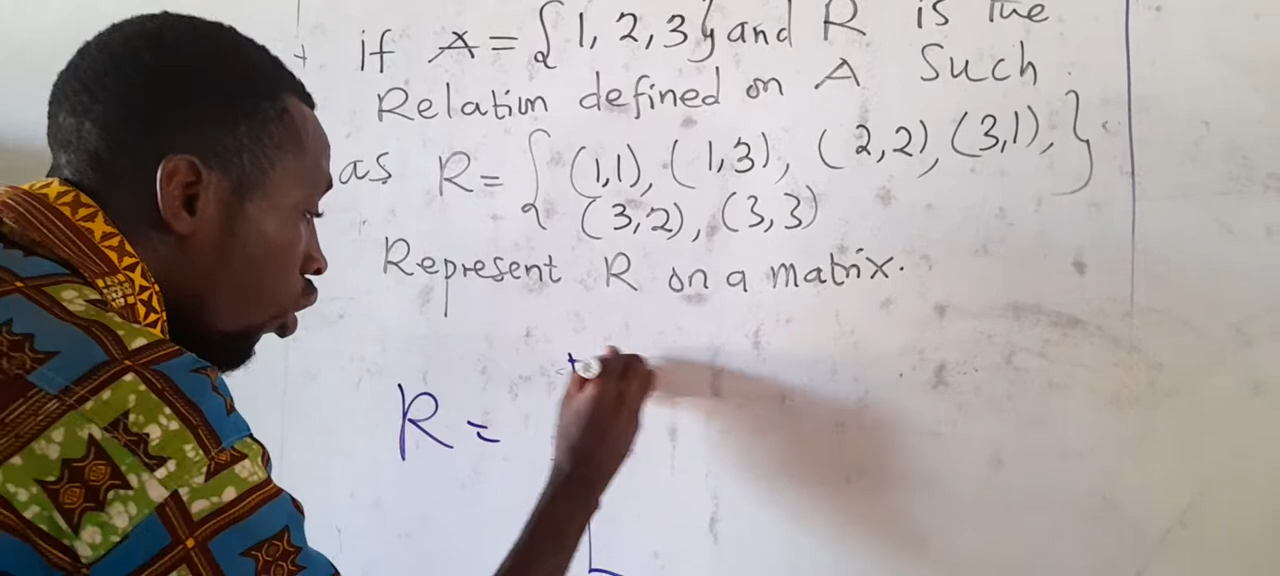 if A = {1, 2, 3} and R is the
Relation defined on A Such
as R = { (1,1), (1,3), (2,2), (3,1), }
(3,2), (3,3)
Represent R on a matrix.
R =